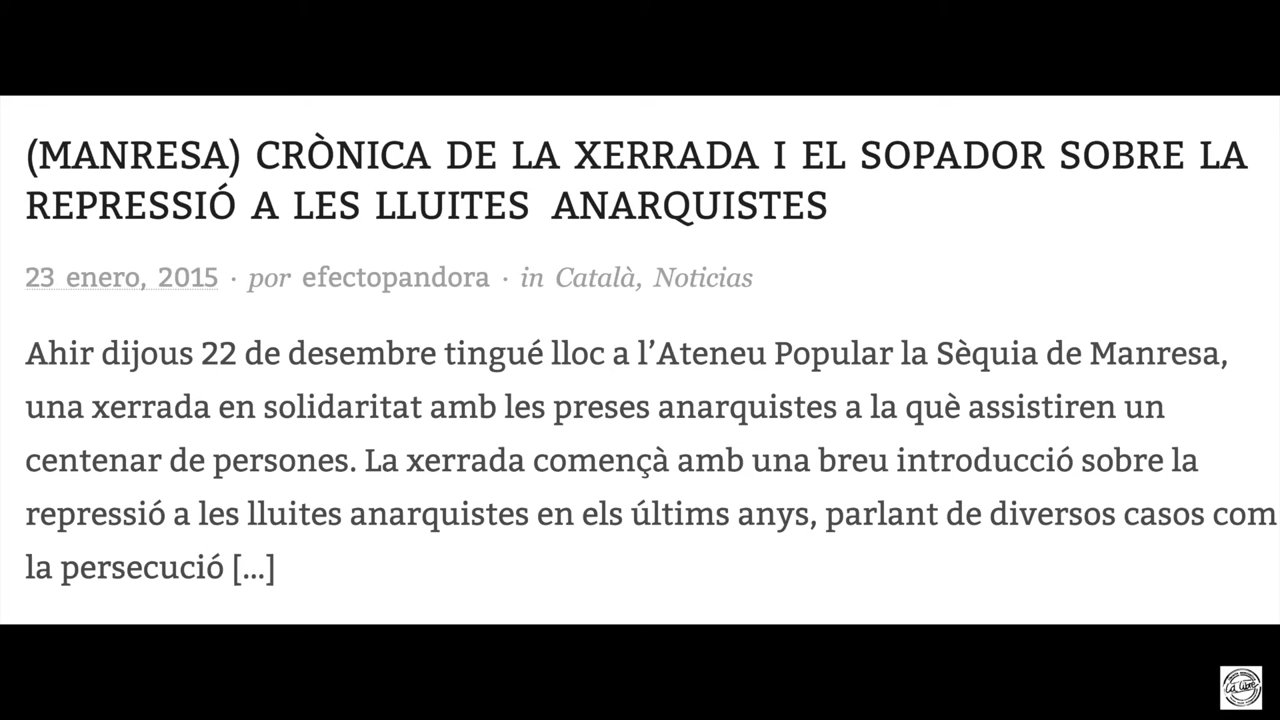 (MANRESA) CRÒNICA DE LA XERRADA I EL SOPADOR SOBRE LA
REPRESSIÓ A LES LLUITES ANARQUISTES
23 enero, 2015 · por efectopandora · in Català, Noticias
Ahir dijous 22 de desembre tingué lloc a l’Ateneu Popular la Sèquia de Manresa,
una xerrada en solidaritat amb les preses anarquistes a la què assistiren un
centenar de persones. La xerrada començà amb una breu introducció sobre la
repressió a les lluites anarquistes en els últims anys, parlant de diversos casos com
la persecució [...]